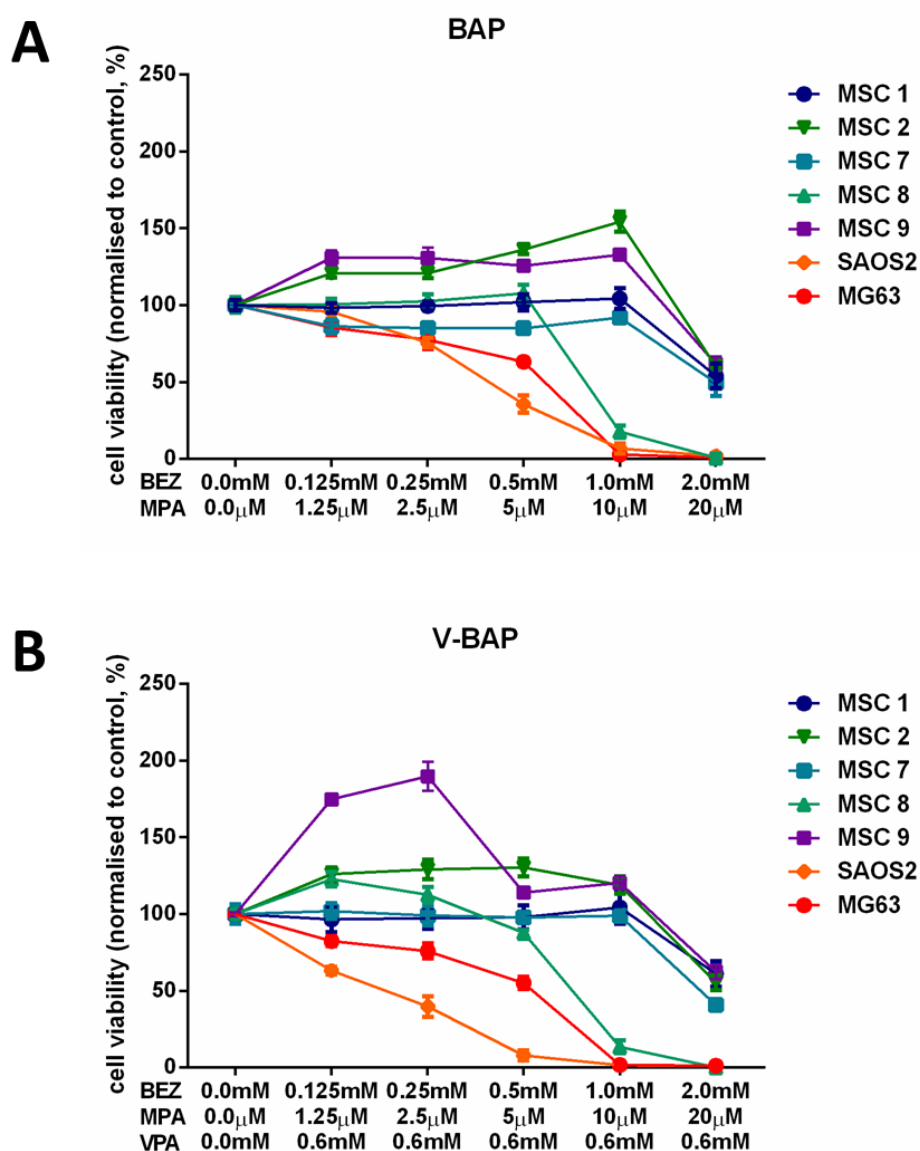 A
BAP
cell viability (normalised to control, %)
250
200
150
100
50
0
MSC 1
MSC 2
MSC 7
MSC 8
MSC 9
SAOS2
MG63
BEZ 0.0mM 0.125mM 0.25mM 0.5mM 1.0mM 2.0mM
MPA 0.0μM 1.25μM 2.5μM 5μM 10μM 20μM
B
V-BAP
cell viability (normalised to control, %)
250
200
150
100
50
0
MSC 1
MSC 2
MSC 7
MSC 8
MSC 9
SAOS2
MG63
BEZ 0.0mM 0.125mM 0.25mM 0.5mM 1.0mM 2.0mM
MPA 0.0μM 1.25μM 2.5μM 5μM 10μM 20μM
VPA 0.0mM 0.6mM 0.6mM 0.6mM 0.6mM 0.6mM